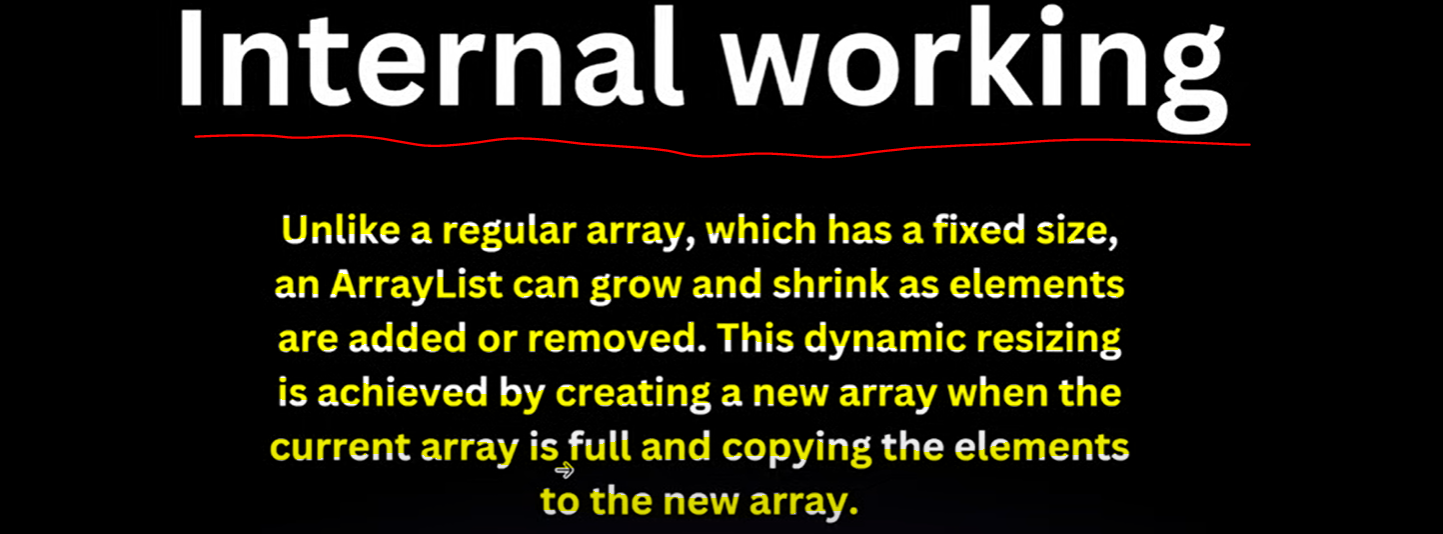 Internal working
Unlike a regular array, which has a fixed size,
an ArrayList can grow and shrink as elements
are added or removed. This dynamic resizing
is achieved by creating a new array when the
current array is full and copying the elements
to the new array.